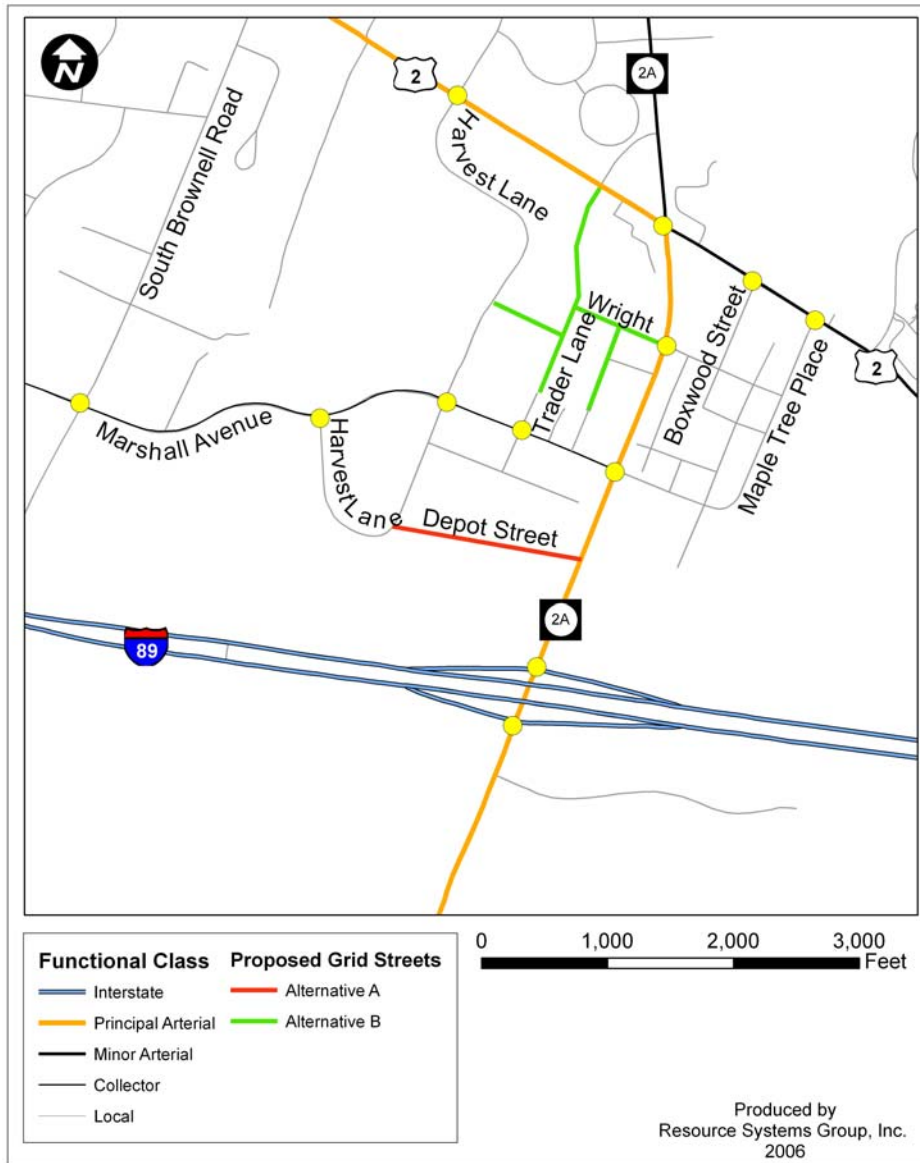 N
2
2A
Harvest Lane
South Brownell Road
Wright
Trader Lane
Boxwood Street
Maple Tree Place
2
Marshall Avenue
Harvest Lane
Depot Street
2A
89
0 1,000 2,000 3,000
Feet
Functional Class Proposed Grid Streets
Interstate Alternative A
Principal Arterial Alternative B
Minor Arterial
Collector
Local
Produced by
Resource Systems Group, Inc.
2006